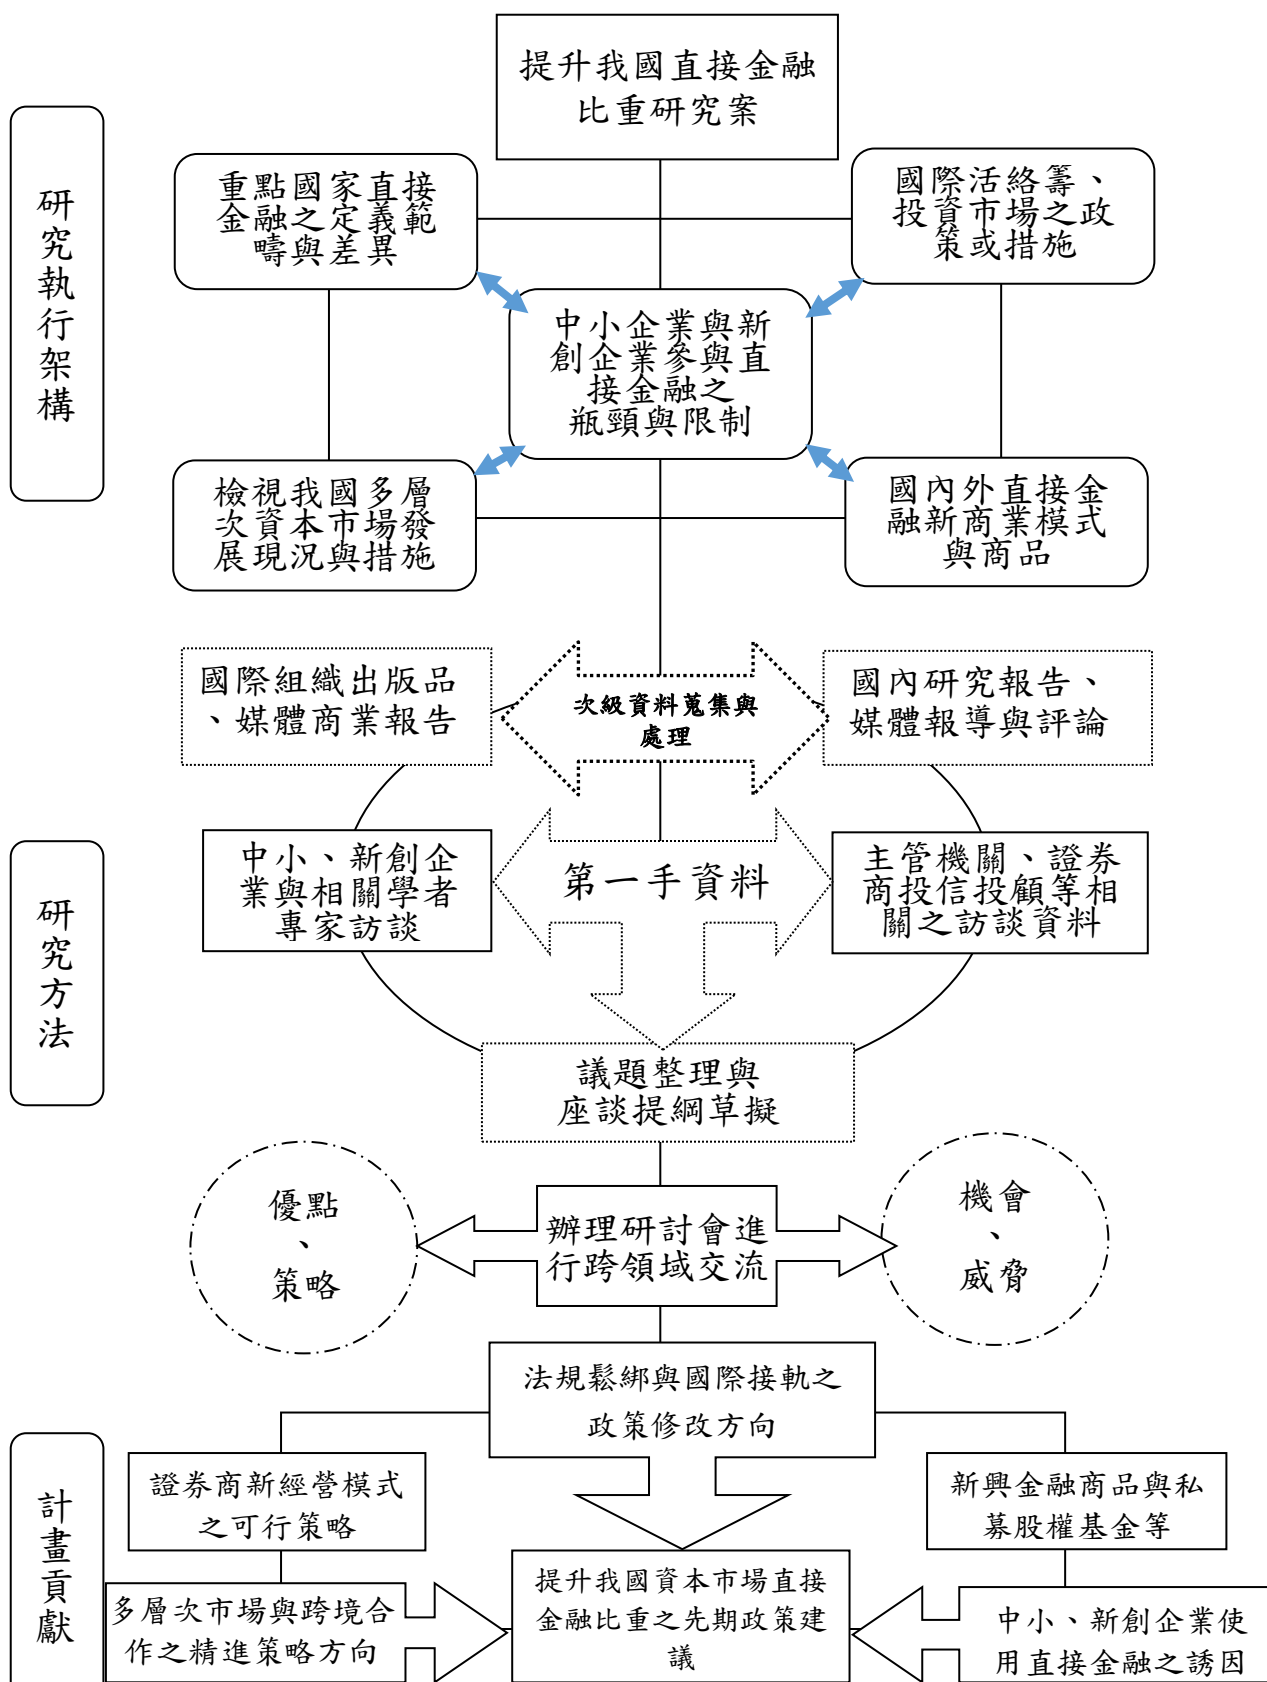 提升我國直接金融
比重研究案
研
究
執
行
架
構
重點國家直接
金融之定義範
疇與差異
國際活絡籌、
投資市場之政
策或措施
中小企業與新
創企業參與直
接金融之
瓶頸與限制
檢視我國多層
次資本市場發
展現況與措施
國內外直接金
融新商業模式
與商品
國際組織出版品
、媒體商業報告
次級資料蒐集與
處理
國內研究報告、
媒體報導與評論
研
究
方
法
中小、新創企
業與相關學者
專家訪談
第一手資料
主管機關、證券
商投信投顧等相
關之訪談資料
議題整理與
座談提綱草擬
優點
、
策略
辦理研討會進
行跨領域交流
機會
、
威脅
法規鬆綁與國際接軌之
政策修改方向
計
畫
貢
獻
證券商新經營模式
之可行策略
新興金融商品與私
募股權基金等
多層次市場與跨境合
作之精進策略方向
提升我國資本市場直接
金融比重之先期政策建
議
中小、新創企業使
用直接金融之誘因